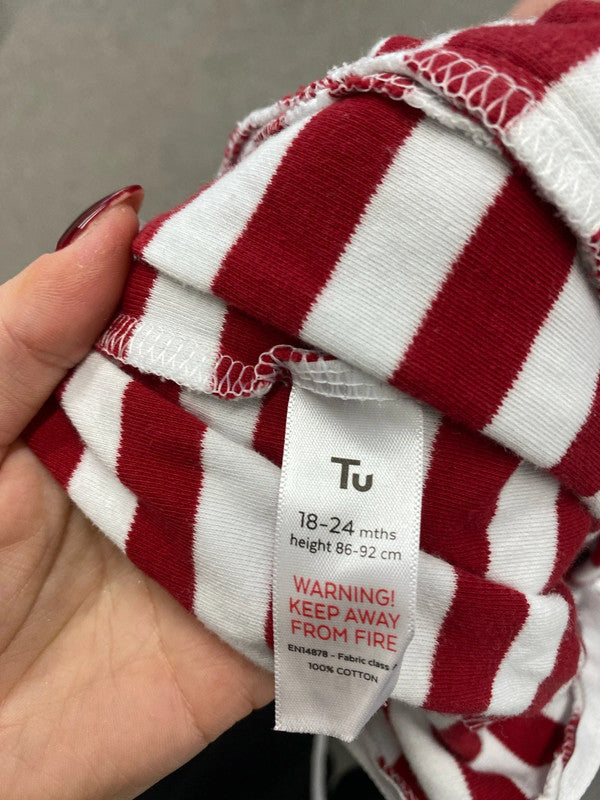 Tu
18-24 mths
height 86-92 cm
WARNING!
KEEP AWAY
FROM FIRE
EN14878 - Fabric class
100% COTTON